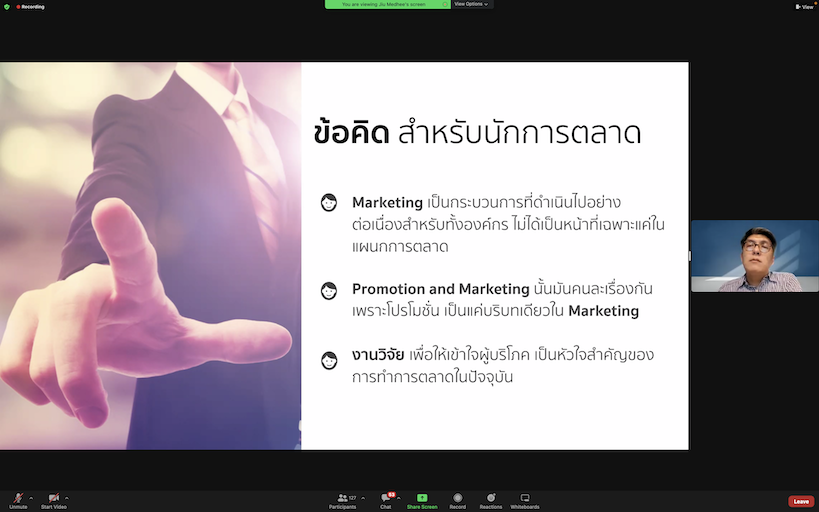 Recording
You are viewing Jiu Medhee's screen
View Options
View
ข้อคิด สำหรับนักการตลาด
Marketing เป็นกระบวนการที่ดำเนินไปอย่าง
ต่อเนื่องสำหรับทั้งองค์กร ไม่ได้เป็นหน้าที่เฉพาะแค่ใน
แผนกการตลาด
Promotion and Marketing นั้นมันคนละเรื่องกัน
เพราะโปรโมชั่น เป็นแค่บริบทเดียวใน Marketing
งานวิจัย เพื่อให้เข้าใจผู้บริโภค เป็นหัวใจสำคัญของ
การทำการตลาดในปัจจุบัน
Unmute
Start Video
Participants
127
Chat
Share Screen
Record
Reactions
Whiteboards
Leave